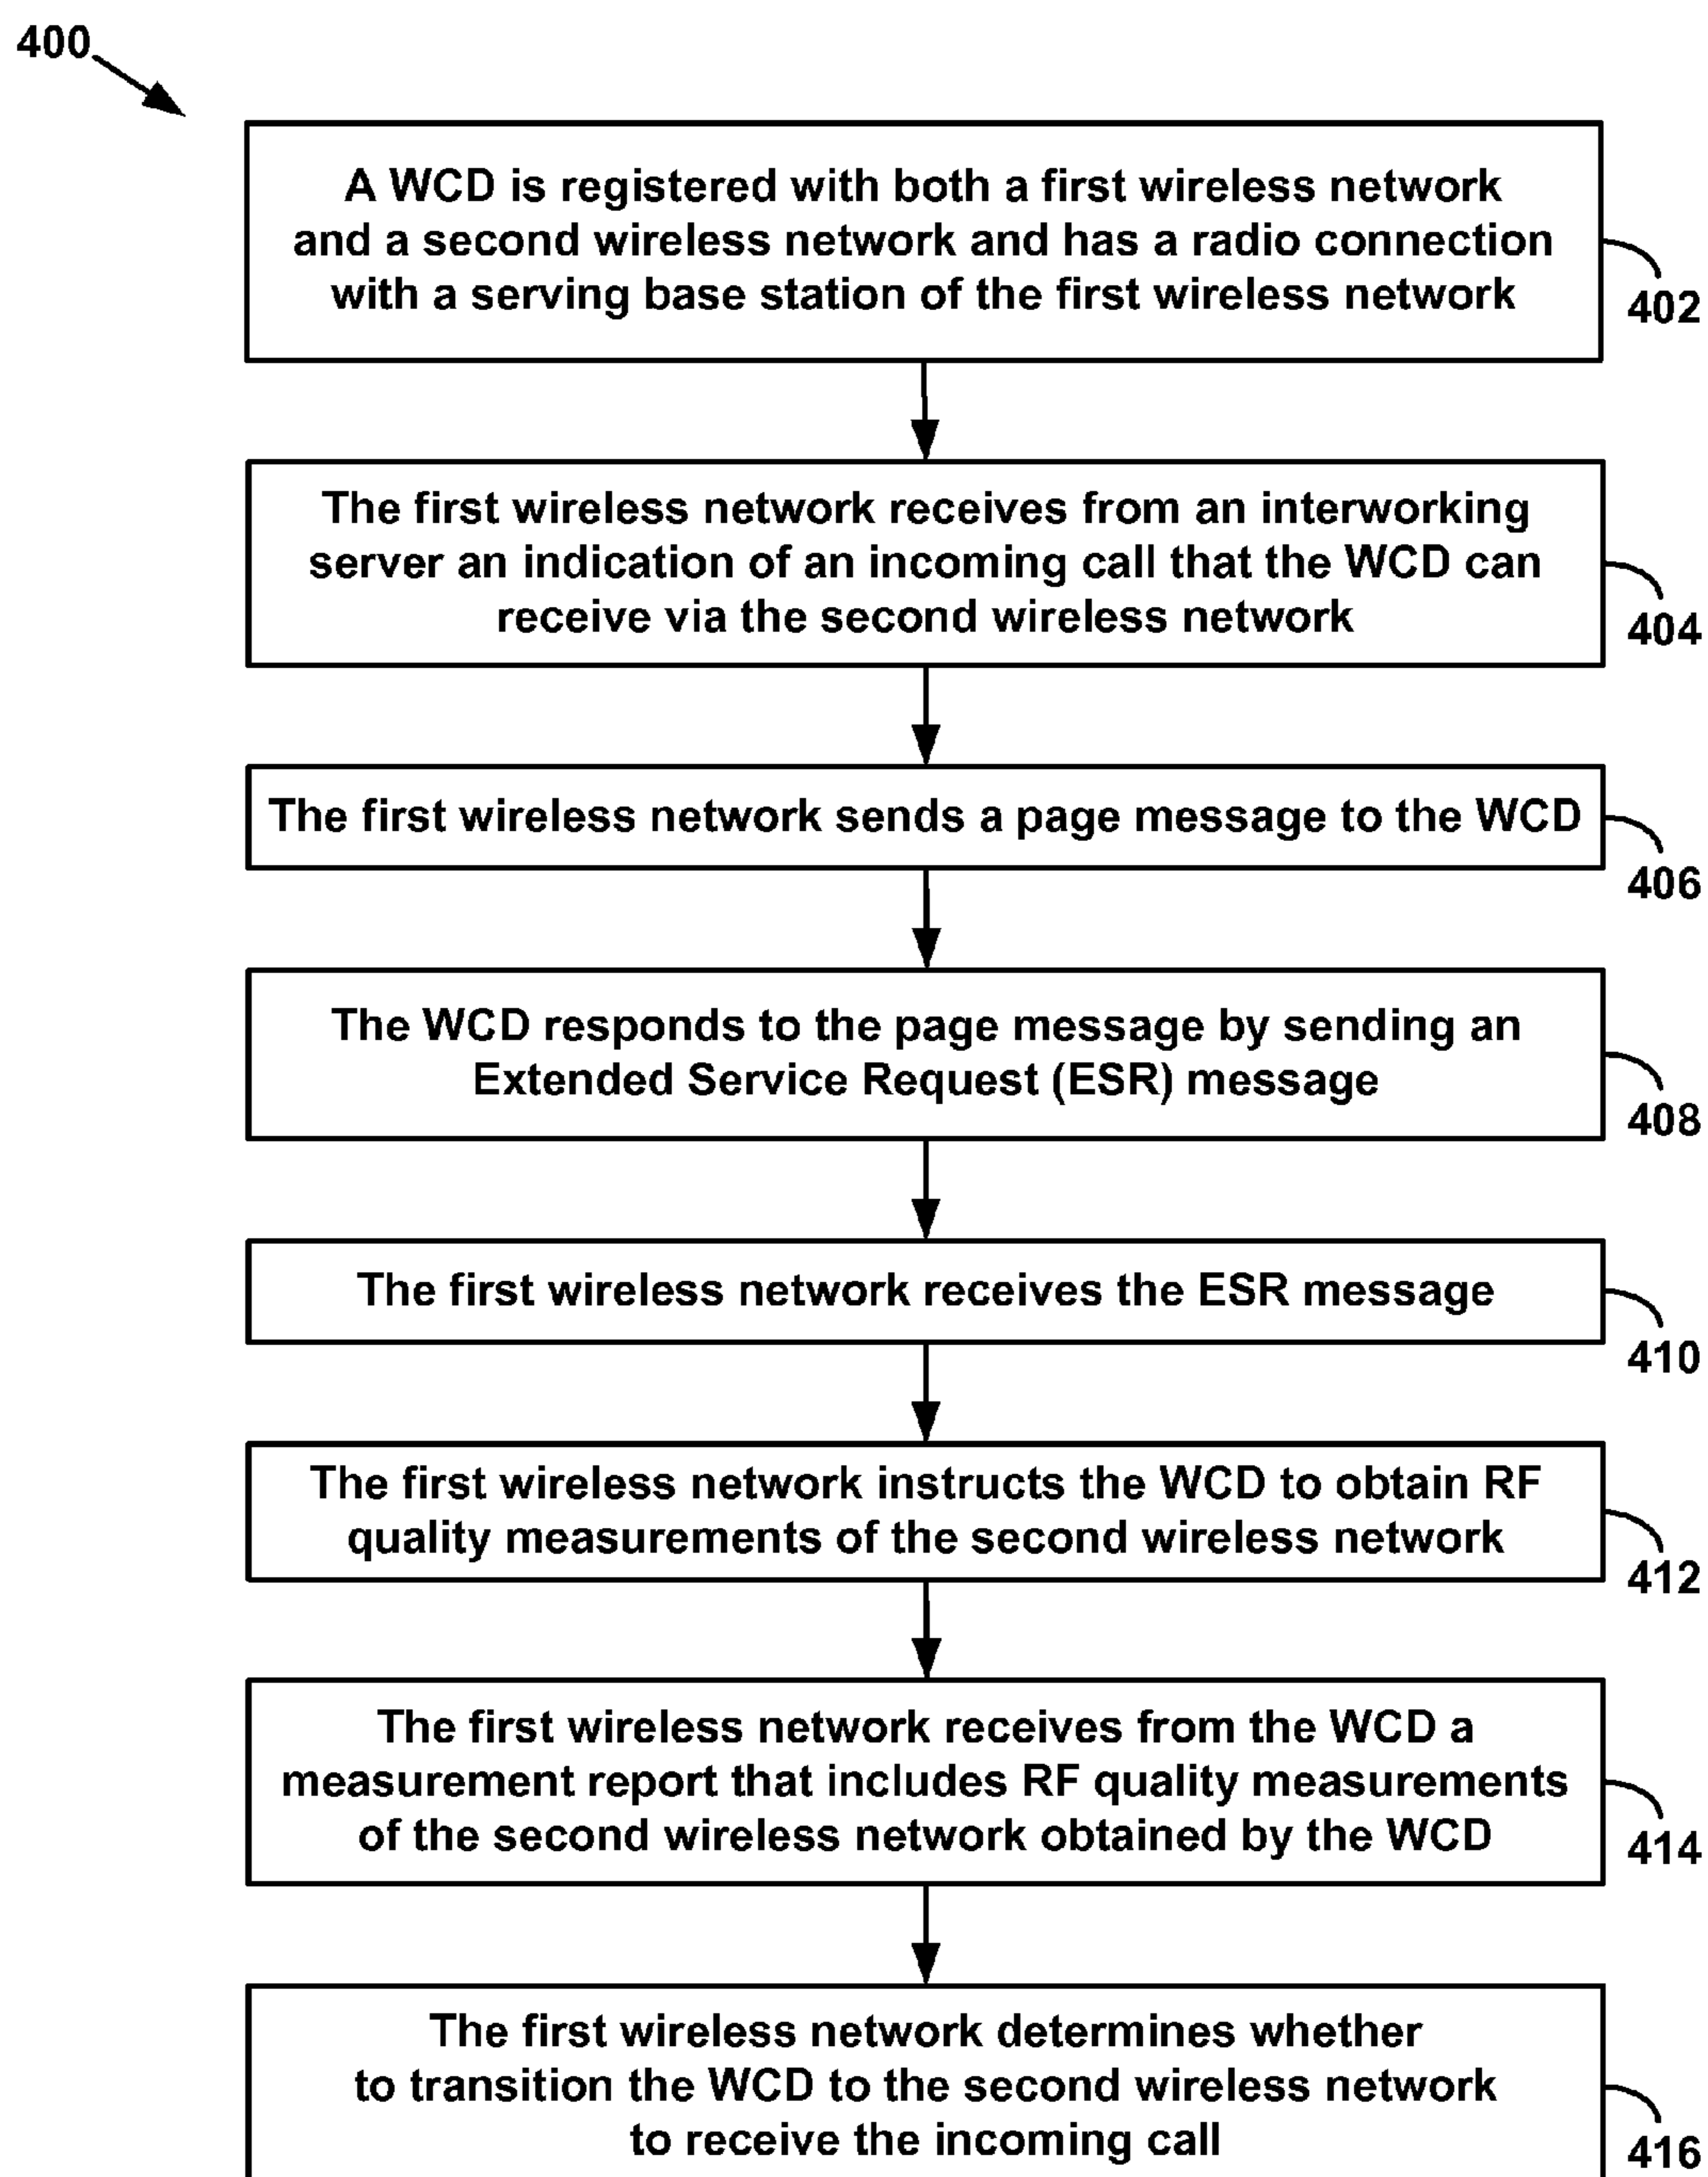 400
A WCD is registered with both a first wireless network
and a second wireless network and has a radio connection
with a serving base station of the first wireless network
402
The first wireless network receives from an interworking
server an indication of an incoming call that the WCD can
receive via the second wireless network
404
The first wireless network sends a page message to the WCD
406
The WCD responds to the page message by sending an
Extended Service Request (ESR) message
408
The first wireless network receives the ESR message
410
The first wireless network instructs the WCD to obtain RF
quality measurements of the second wireless network
412
The first wireless network receives from the WCD a
measurement report that includes RF quality measurements
of the second wireless network obtained by the WCD
414
The first wireless network determines whether
to transition the WCD to the second wireless network
to receive the incoming call
416